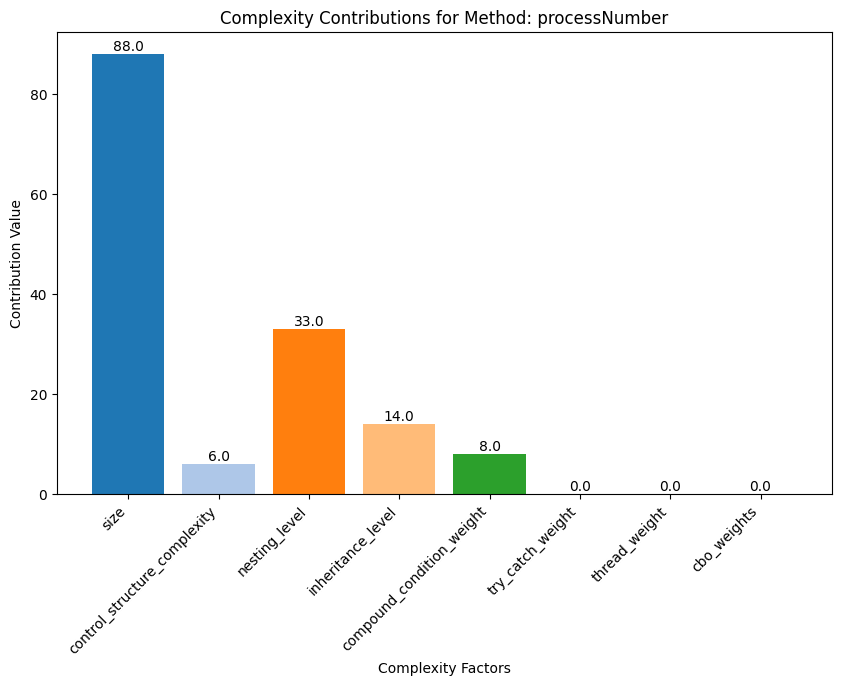 Complexity Contributions for Method: processNumber
Contribution Value
80
60
40
20
0
88.0
6.0
33.0
14.0
8.0
0.0
0.0
0.0
size
control_structure_complexity
nesting_level
inheritance_level
compound_condition_weight
try_catch_weight
thread_weight
cbo_weights
Complexity Factors